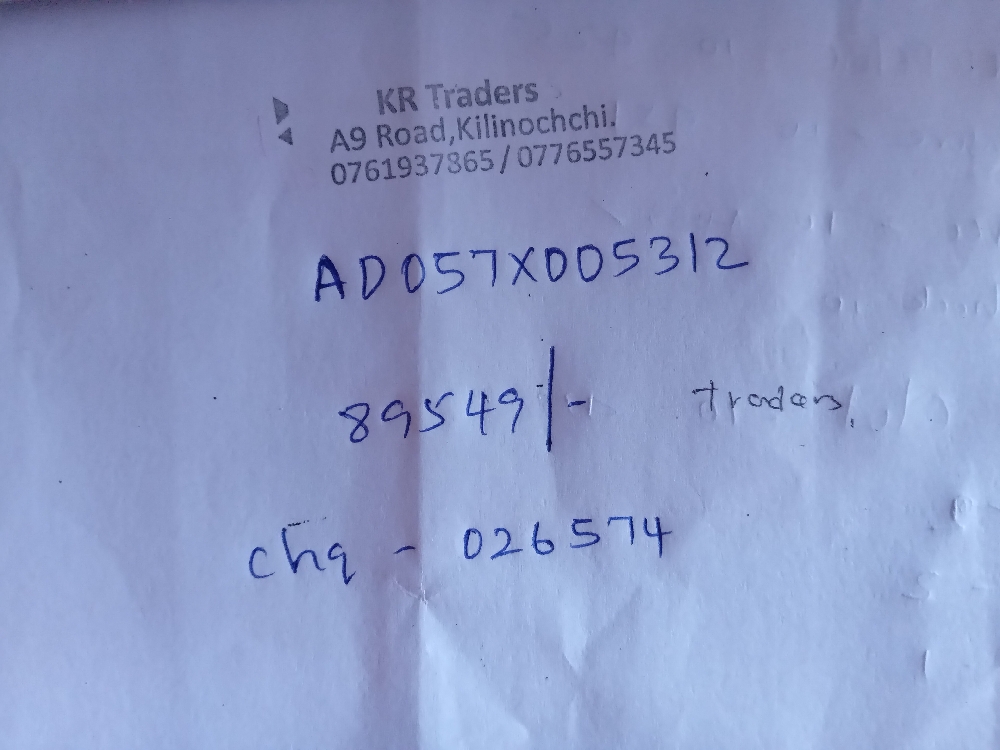 KR Traders
A9 Road,Kilinochchi.
0761937865/0776557345
AD057X005312
89549/- traders
chq - 026574